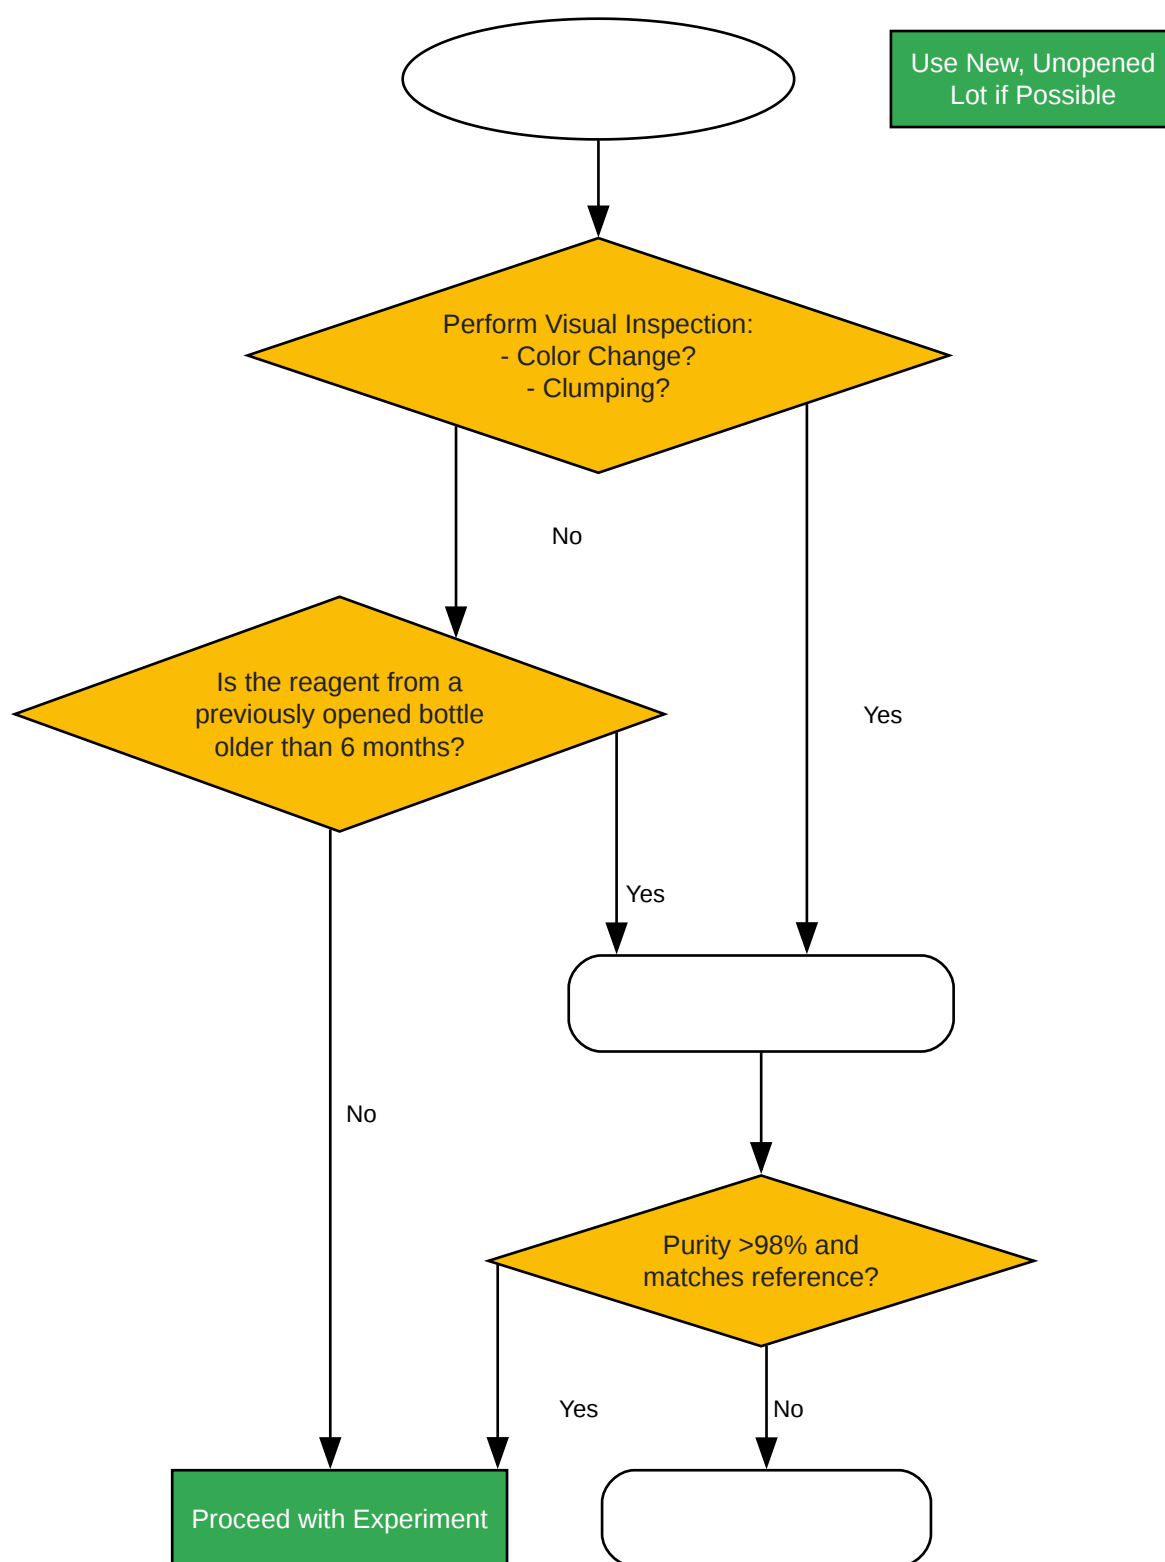 Use New, Unopened
Lot if Possible
Perform Visual Inspection:
- Color Change?
- Clumping?
No
Is the reagent from a
previously opened bottle
older than 6 months?
Yes
Yes
No
Purity >98% and
matches reference?
Yes
No
Proceed with Experiment